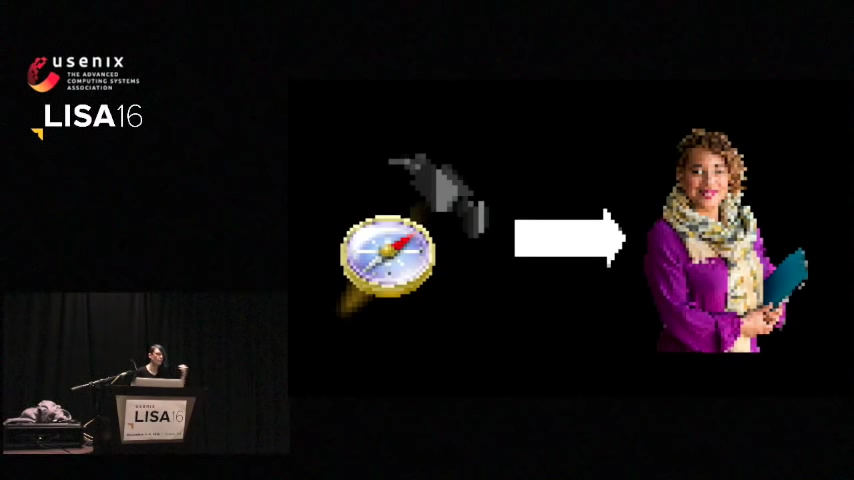 usenix
THE ADVANCED
COMPUTING SYSTEMS
ASSOCIATION
LISA16
usenix
LISA16